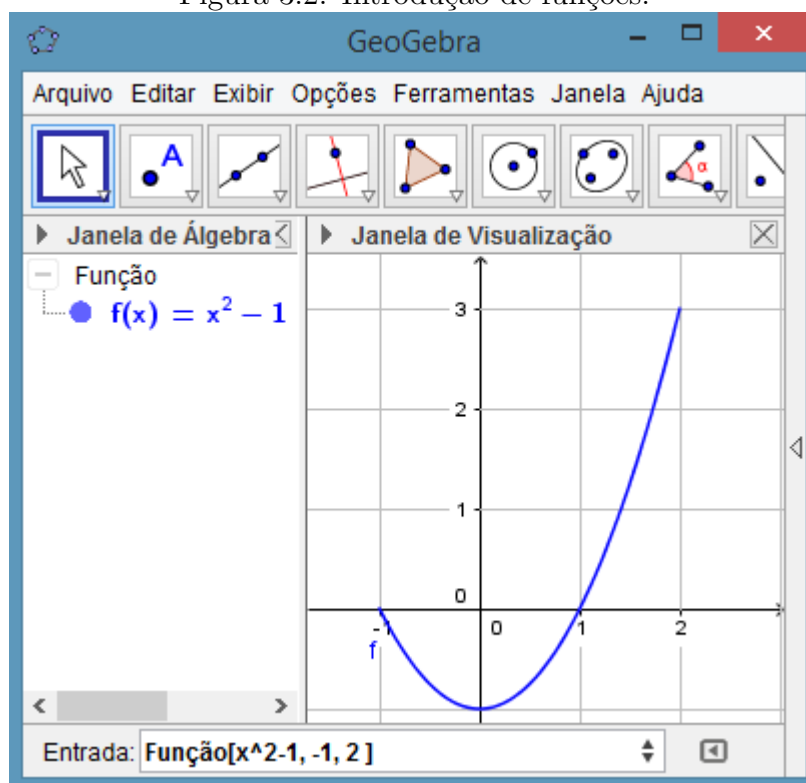 Figura 3.2: Introdução de funções.
GeoGebra
Arquivo Editar Exibir Opções Ferramentas Janela Ajuda
A
α
Janela de Álgebra
Janela de Visualização
Função
f(x) = x² − 1
3
2
1
0
-1 0 1 2
f
Entrada: Função[x^2-1, -1, 2 ]